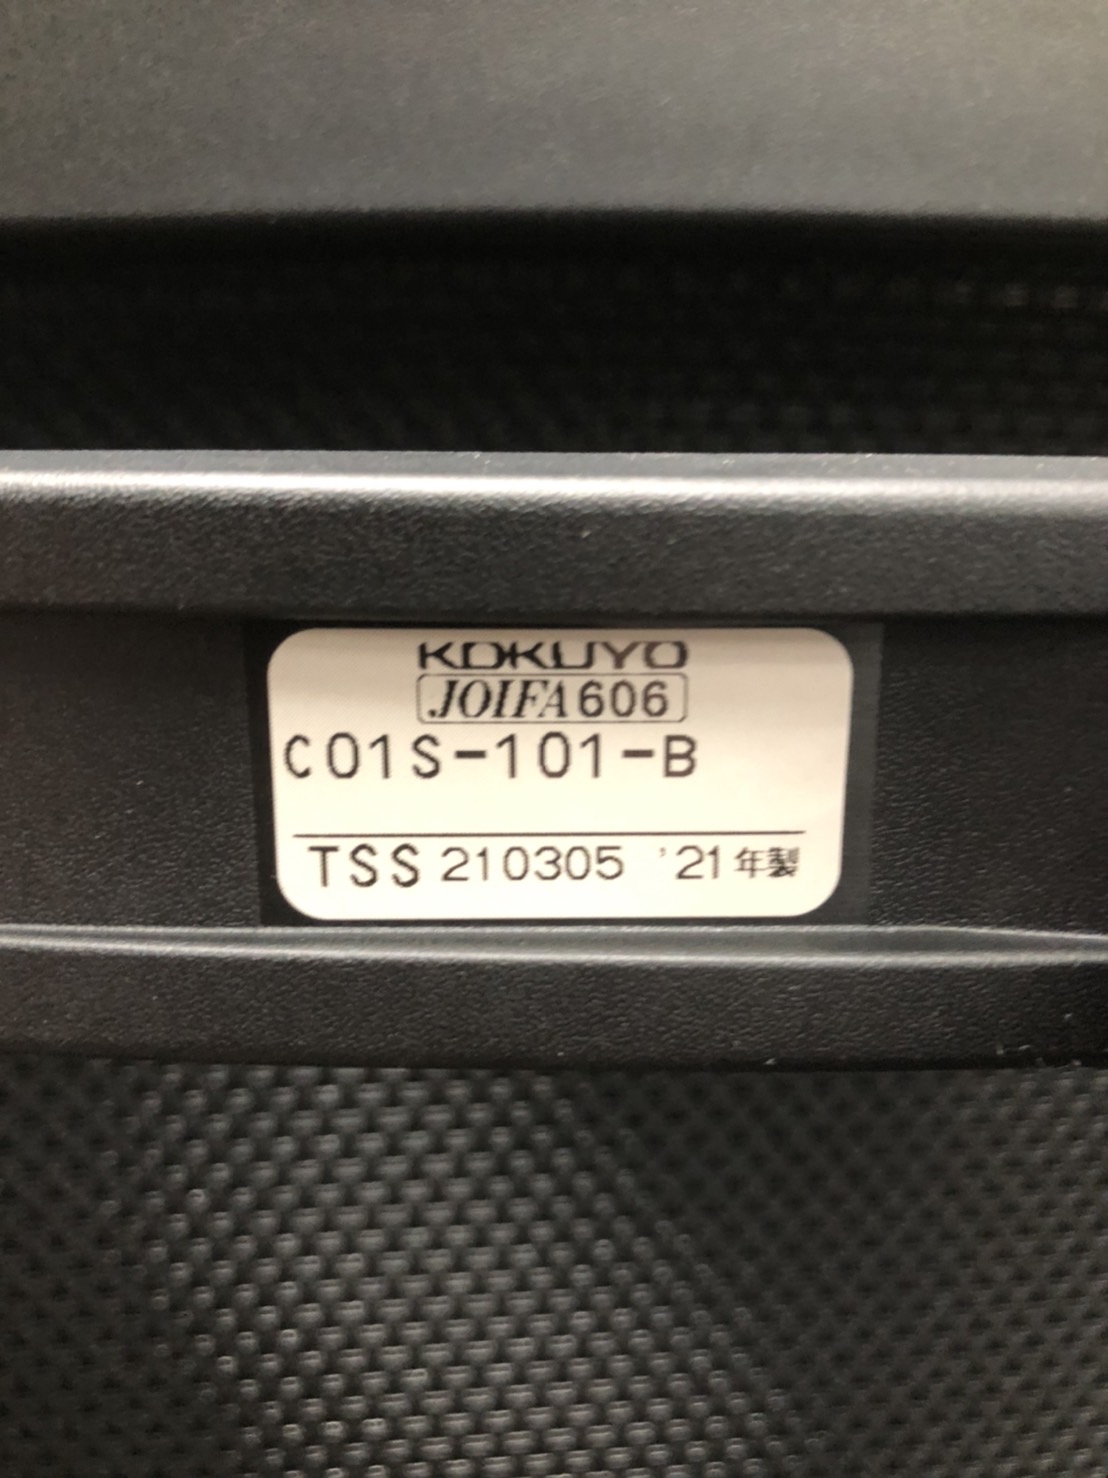 KOKUYO
JOIFA606
C01S-101-B
TSS 210305 '21年製